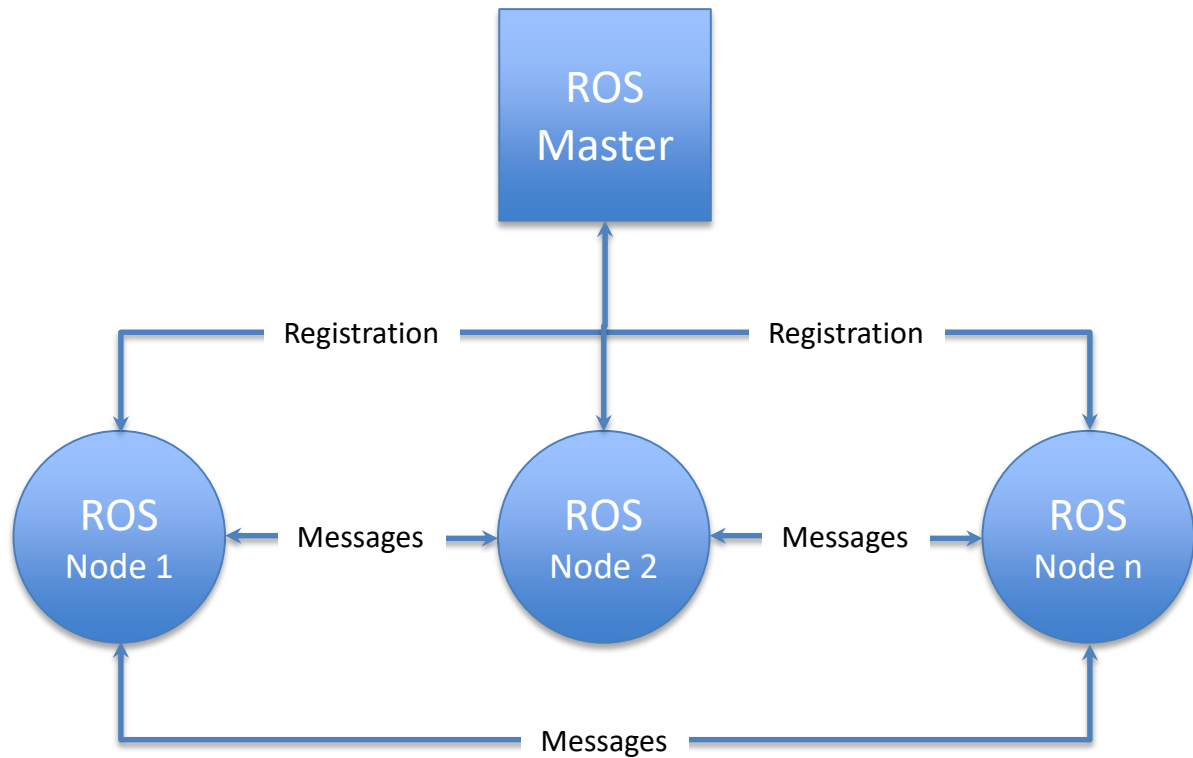 ROS
Master
Registration
Registration
ROS
Node 1
Messages
ROS
Node 2
Messages
ROS
Node n
Messages